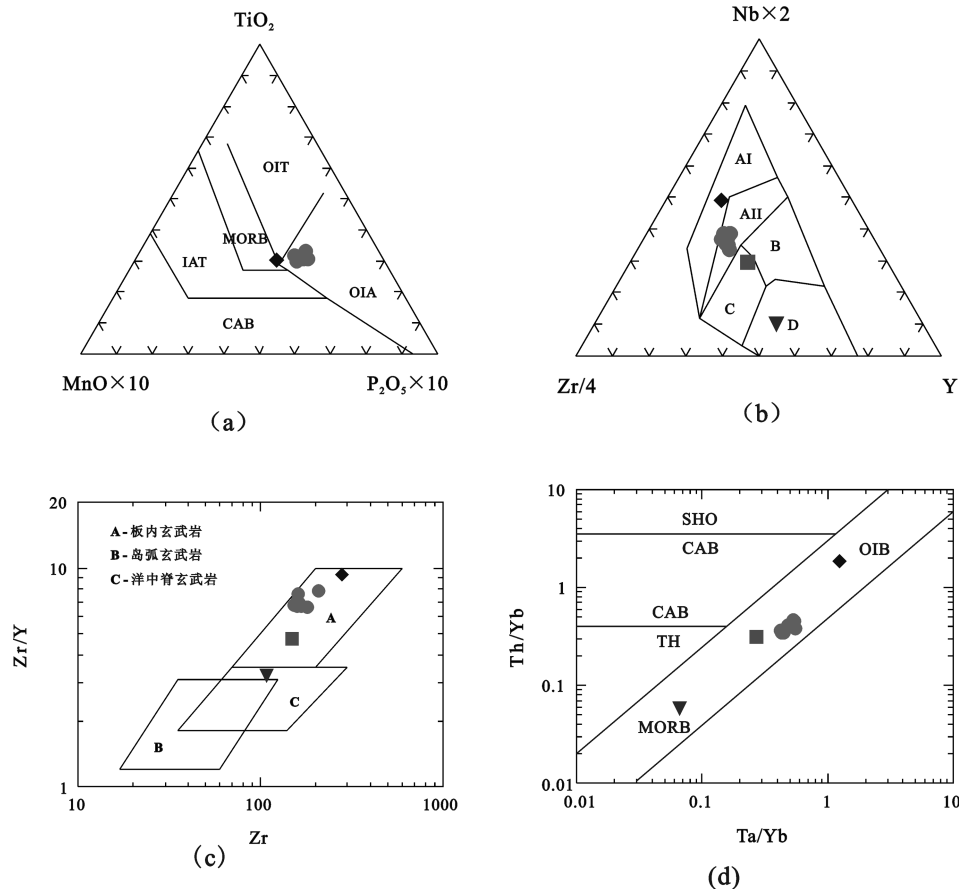 TiO₂
OIT
MORB
IAT
OIA
CAB
MnO×10
P₂O₅×10
(a)
Nb×2
AI
AII
B
C
D
Zr/4
Y
(b)
20
10
1
Zr/Y
A-板内玄武岩
B-岛弧玄武岩
C-洋中脊玄武岩
A
C
B
10
100
1000
Zr
(c)
10
1
0.1
0.01
Th/Yb
SHO
CAB
OIB
CAB
TH
MORB
0.01
0.1
1
10
Ta/Yb
(d)